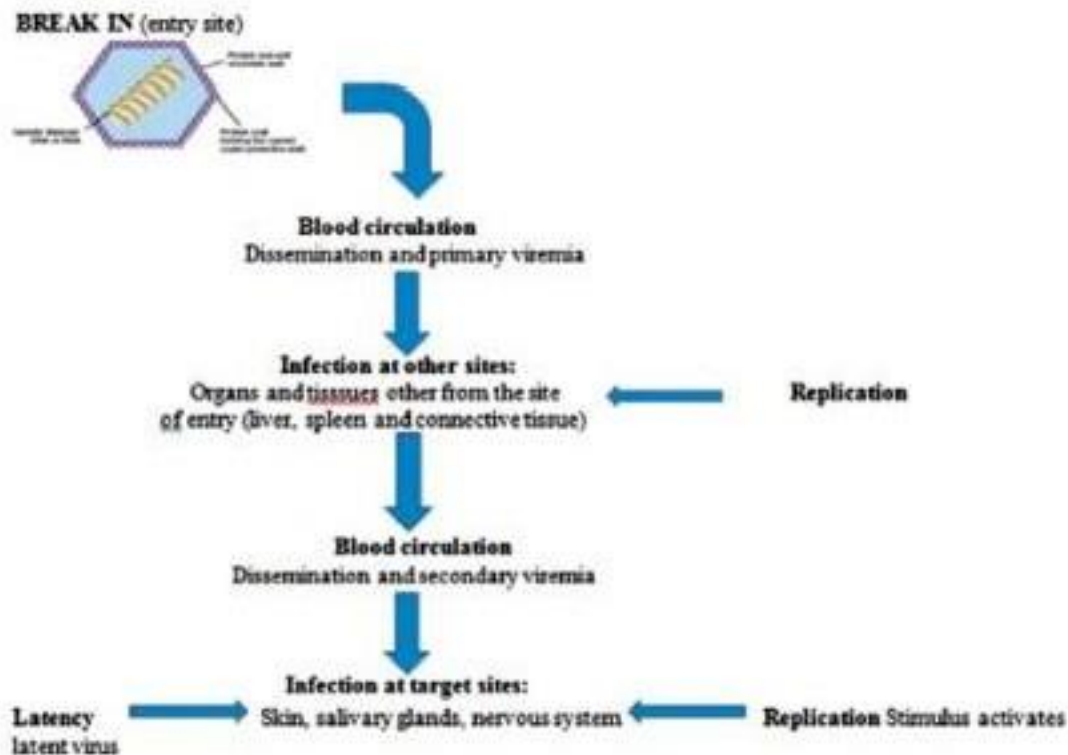 BREAK IN (entry site)
Blood circulation
Dissemination and primary viremia
Infection at other sites:
Organs and tisssues other from the site
of entry (liver, spleen and connective tissue)
Replication
Blood circulation
Dissemination and secondary viremia
Infection at target sites:
Skin, salivary glands, nervous system
Latency
latent virus
Replication Stimulus activates